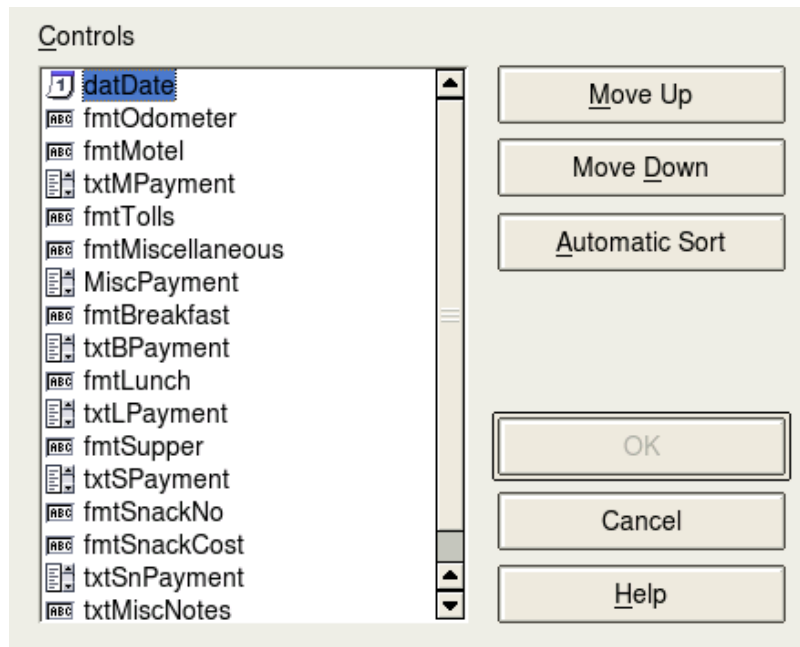 Controls
datDate
fmtOdometer
fmtMotel
txtMPayment
fmtTolls
fmtMiscellaneous
MiscPayment
fmtBreakfast
txtBPayment
fmtLunch
txtLPayment
fmtSupper
txtSPayment
fmtSnackNo
fmtSnackCost
txtSnPayment
txtMiscNotes
Move Up
Move Down
Automatic Sort
OK
Cancel
Help